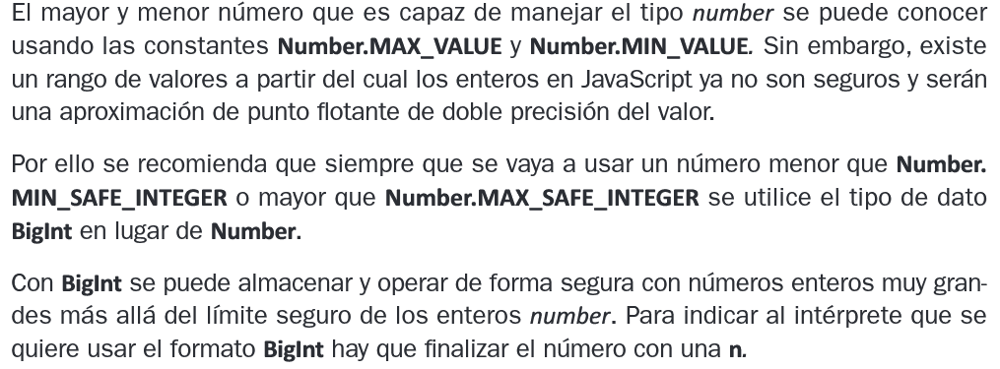 El mayor y menor número que es capaz de manejar el tipo number se puede conocer
usando las constantes Number.MAX_VALUE y Number.MIN_VALUE. Sin embargo, existe
un rango de valores a partir del cual los enteros en JavaScript ya no son seguros y serán
una aproximación de punto flotante de doble precisión del valor.
Por ello se recomienda que siempre que se vaya a usar un número menor que Number.
MIN_SAFE_INTEGER o mayor que Number.MAX_SAFE_INTEGER se utilice el tipo de dato
BigInt en lugar de Number.
Con BigInt se puede almacenar y operar de forma segura con números enteros muy gran-
des más allá del límite seguro de los enteros number. Para indicar al intérprete que se
quiere usar el formato BigInt hay que finalizar el número con una n.